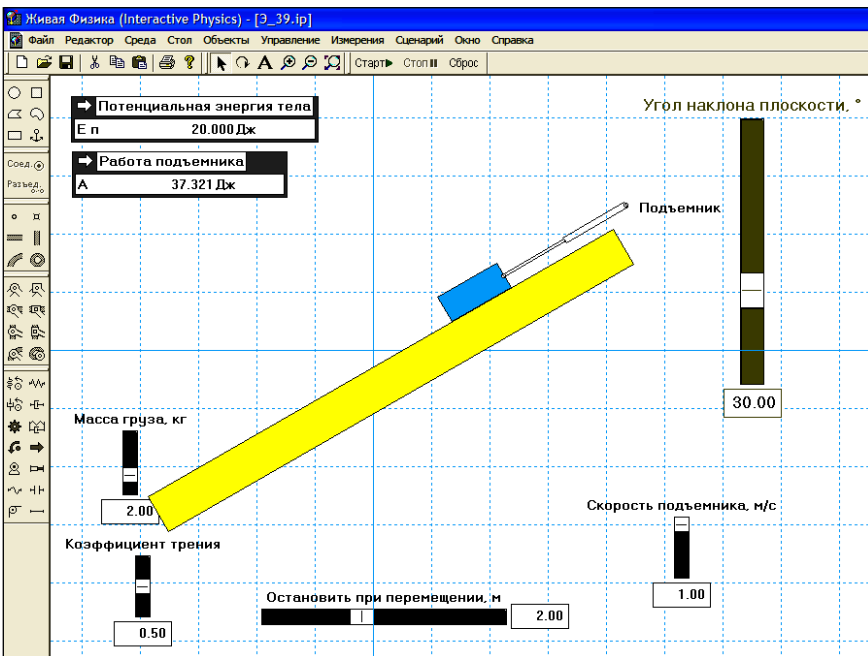 Живая Физика (Interactive Physics) - [Э_39.ip]
Файл Редактор Среда Стол Объекты Управление Измерения Сценарий Окно Справка
A Старт Стоп Сброс
Соед.
Разъед.
Потенциальная энергия тела
Е п 20.000 Дж
Работа подъемника
А 37.321 Дж
Угол наклона плоскости, °
30.00
Подъемник
Масса груза, кг
2.00
Коэффициент трения
0.50
Остановить при перемещении, м
2.00
Скорость подъемника, м/с
1.00